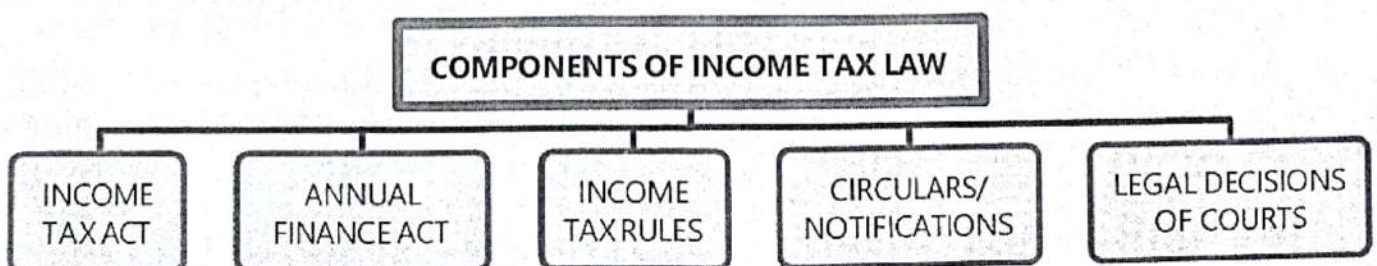 COMPONENTS OF INCOME TAX LAW
INCOME
TAX ACT
ANNUAL
FINANCE ACT
INCOME
TAX RULES
CIRCULARS/
NOTIFICATIONS
LEGAL DECISIONS
OF COURTS